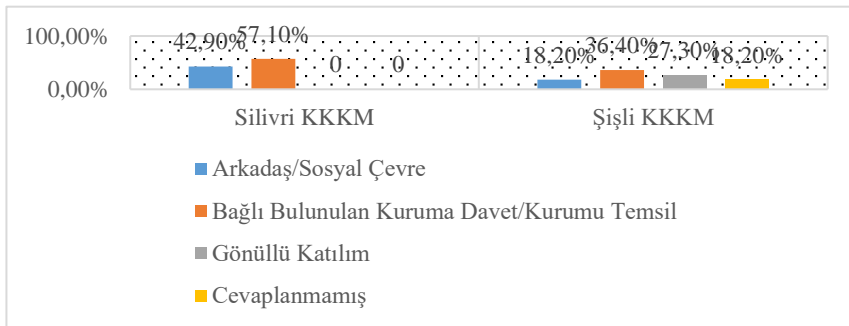 100,00%
0,00%
42,90%
57,10%
0
0
18,20%
36,40%
27,30%
18,20%
Silivri KKKM
Şişli KKKM
Arkadaş/Sosyal Çevre
Bağlı Bulunulan Kuruma Davet/Kurumu Temsil
Gönüllü Katılım
Cevaplanmamış